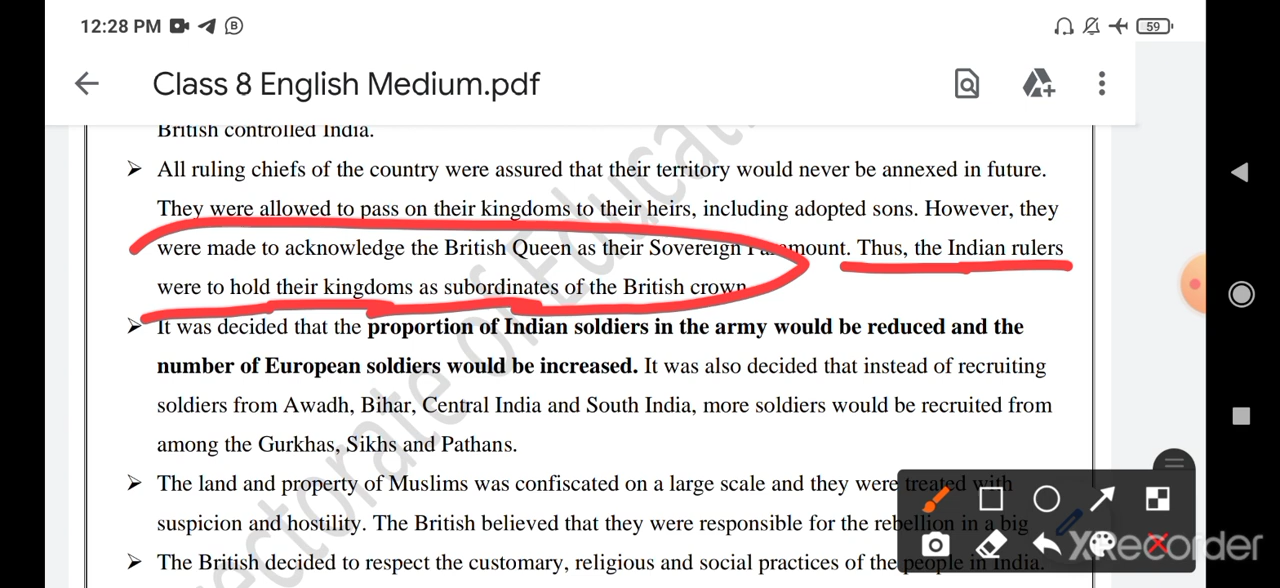 12:28 PM
59
Class 8 English Medium.pdf
British controlled India.
➢ All ruling chiefs of the country were assured that their territory would never be annexed in future.
They were allowed to pass on their kingdoms to their heirs, including adopted sons. However, they
were made to acknowledge the British Queen as their Sovereign Paramount. Thus, the Indian rulers
were to hold their kingdoms as subordinates of the British crown
➢ It was decided that the proportion of Indian soldiers in the army would be reduced and the
number of European soldiers would be increased. It was also decided that instead of recruiting
soldiers from Awadh, Bihar, Central India and South India, more soldiers would be recruited from
among the Gurkhas, Sikhs and Pathans.
➢ The land and property of Muslims was confiscated on a large scale and they were treated with
suspicion and hostility. The British believed that they were responsible for the rebellion in a big
➢ The British decided to respect the customary, religious and social practices of the people in India.
XRecorder